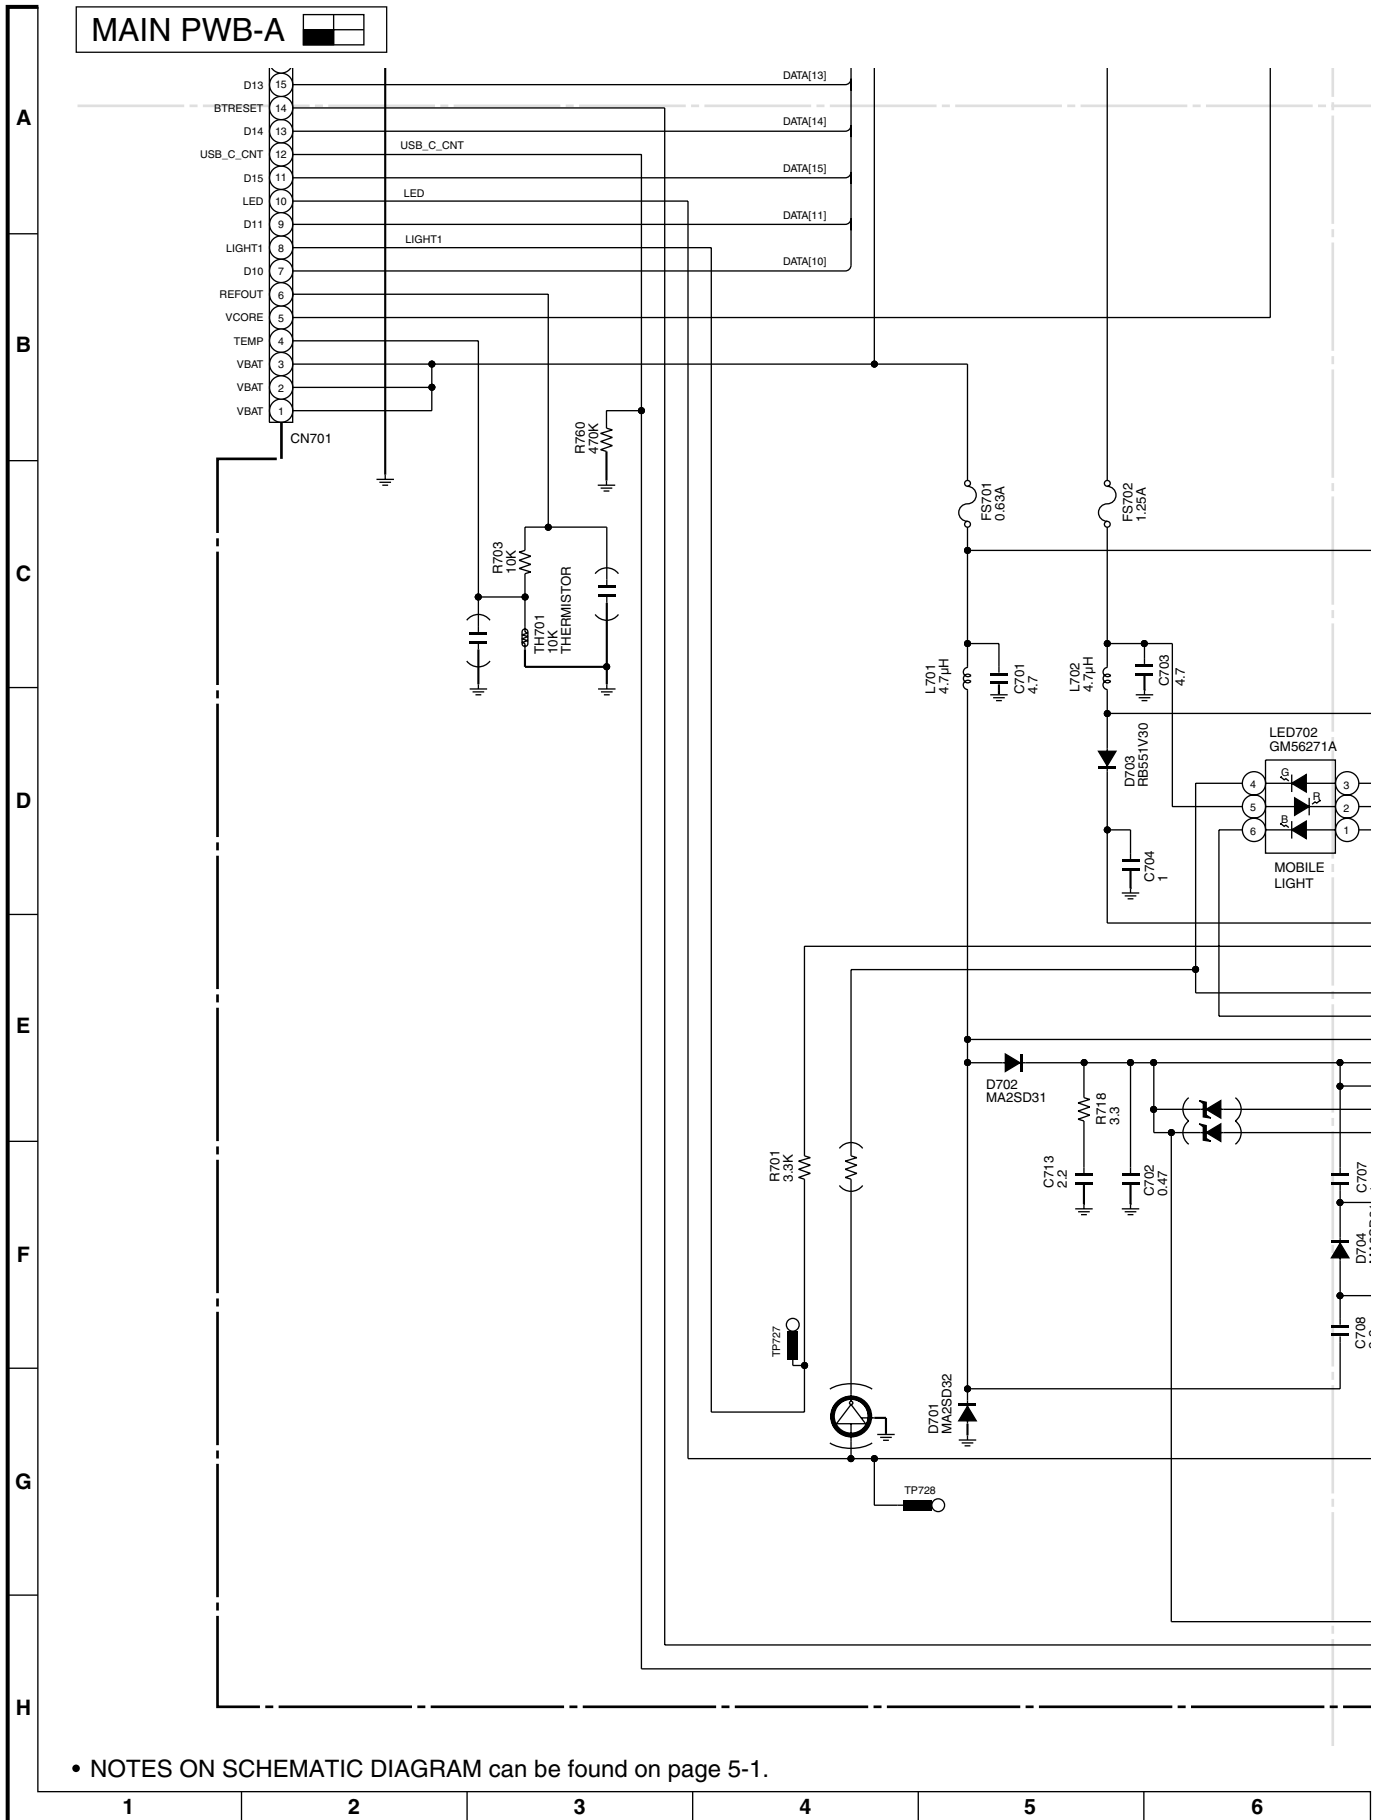 MAIN PWB-A
A
B
C
D
E
F
G
H
D13 15
BTRESET 14
D14 13
USB_C_CNT 12
D15 11
LED 10
D11 9
LIGHT1 8
D10 7
REFOUT 6
VCORE 5
TEMP 4
VBAT 3
VBAT 2
VBAT 1
CN701
USB_C_CNT
LED
LIGHT1
DATA[13]
DATA[14]
DATA[15]
DATA[11]
DATA[10]
R760
470K
R703
10K
TH701
10K
THERMISTOR
FS701
0.63A
FS702
1.25A
L701
4.7µH
C701
4.7
L702
4.7µH
C703
4.7
D703
RB551V30
C704
1
LED702
GM56271A
4 G 3
5 R 2
6 B 1
MOBILE
LIGHT
D702
MA2SD31
R718
3.3
C713
2.2
C702
0.47
R701
3.3K
C707
D704
C708
TP727
D701
MA2SD32
TP728
• NOTES ON SCHEMATIC DIAGRAM can be found on page 5-1.
1 2 3 4 5 6